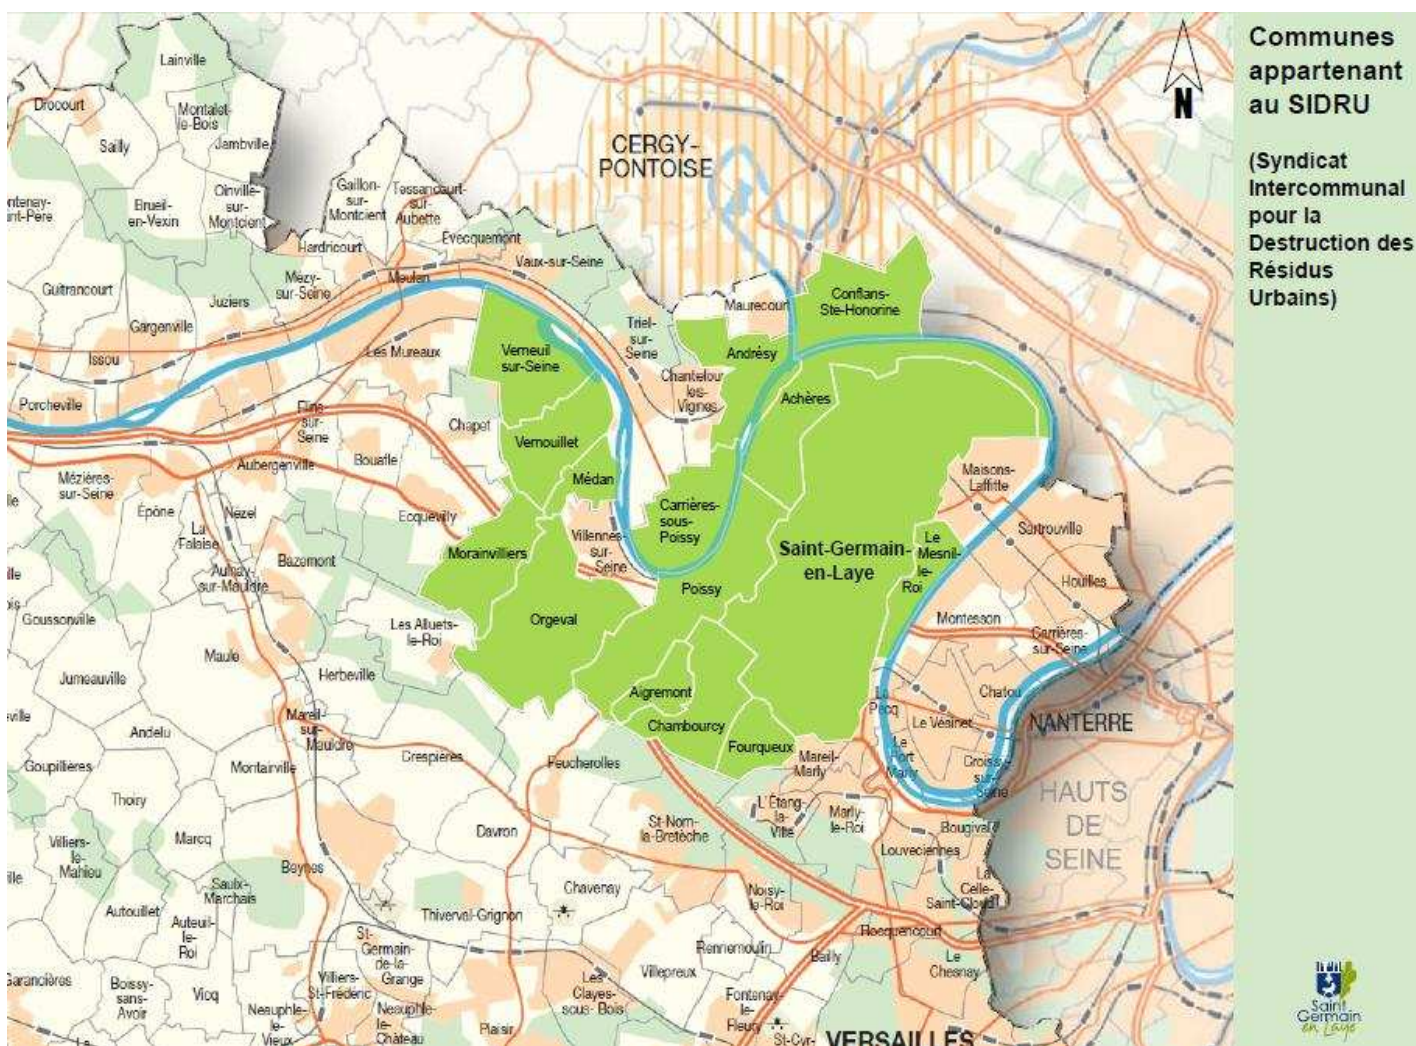 Communes
appartenant
au SIDRU
(Syndicat
Intercommunal
pour la
Destruction des
Résidus
Urbains)
N
Lainville
Drocourt
Montalet-
le-Bois
Sailly
Jambville
CERGY-
PONTOISE
Oinville-
sur-
Montcient
Gaillon-
sur-
Montcient
Tessancourt-
sur-
Aubette
Brueil-
en-Vexin
Hardricourt
Evecquemont
Vaux-sur-Seine
Mézy-
sur-Seine
Meulan
Guitrancourt
Juziers
Gargenville
Issou
Porcheville
Les Mureaux
Verneuil
sur-Seine
Triel-
sur-
Seine
Maurecourt
Conflans-
Ste-Honorine
Andrésy
Chanteloup
les-
Vignes
Achères
Flins-
sur-
Seine
Chapet
Vernouillet
Médan
Bouafle
Aubergenville
Mézières-
sur-Seine
Épône
Nézel
La
Falaise
Ecquevilly
Carrières-
sous-
Poissy
Maisons-
Laffitte
Sartrouville
Villennes-
sur-
Seine
Morainvilliers
Saint-Germain-
en-Laye
Le
Mesnil-
le-
Roi
Houilles
Bazemont
Aulnay-
sur-Mauldre
Poissy
Goussonville
Orgeval
Les Alluets-
le-Roi
Montesson
Carrières-
sur-Seine
Maule
Herbeville
Jumeauville
Aigremont
Chambourcy
Fourqueux
Le
Pecq
Chatou
Le Vésinet
NANTERRE
Mareil-
sur-
Mauldre
Andelu
Goupillières
Montainville
Crespières
Feucherolles
Mareil-
Marly
Le
Port
Marly
Croissy-
sur-
Seine
HAUTS
DE
SEINE
Thoiry
L'Étang-
la-
Ville
Marly-
le-Roi
Bougival
Louveciennes
St-Nom-
la-Bretèche
Davron
Marcq
Villiers-
le-
Mahieu
Beynes
La
Celle-
Saint-Cloud
Saulx-
Marchais
Chavenay
Noisy-
le-Roi
Autouillet
Auteuil-
le-
Roi
Thiverval-Grignon
Rocquencourt
St-
Germain-
de-la-
Grange
Rennemoulin
Bailly
Le
Chesnay
Garancières
Boissy-
sans-
Avoir
Vicq
Villiers-
St-Frédéric
Villepreux
Les
Clayes-
sous- Bois
Neauphle-
le-
Vieux
Neauphle-
le-
Château
Plaisir
Fontenay-
le-
Fleury
St-Cyr-
VERSAILLES
Saint
Germain
en Laye